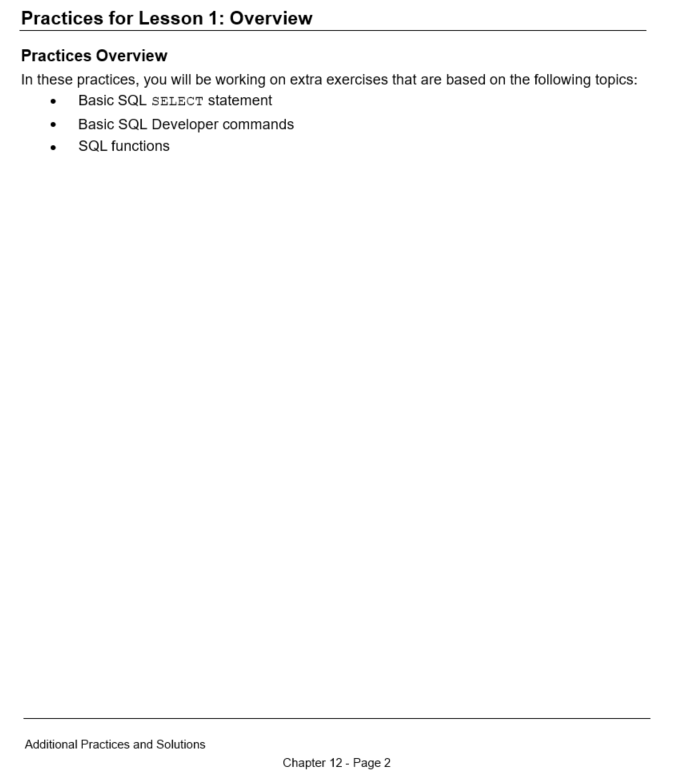 Practices for Lesson 1: Overview
Practices Overview
In these practices, you will be working on extra exercises that are based on the following topics:
• Basic SQL SELECT statement
• Basic SQL Developer commands
• SQL functions
Additional Practices and Solutions
Chapter 12 - Page 2